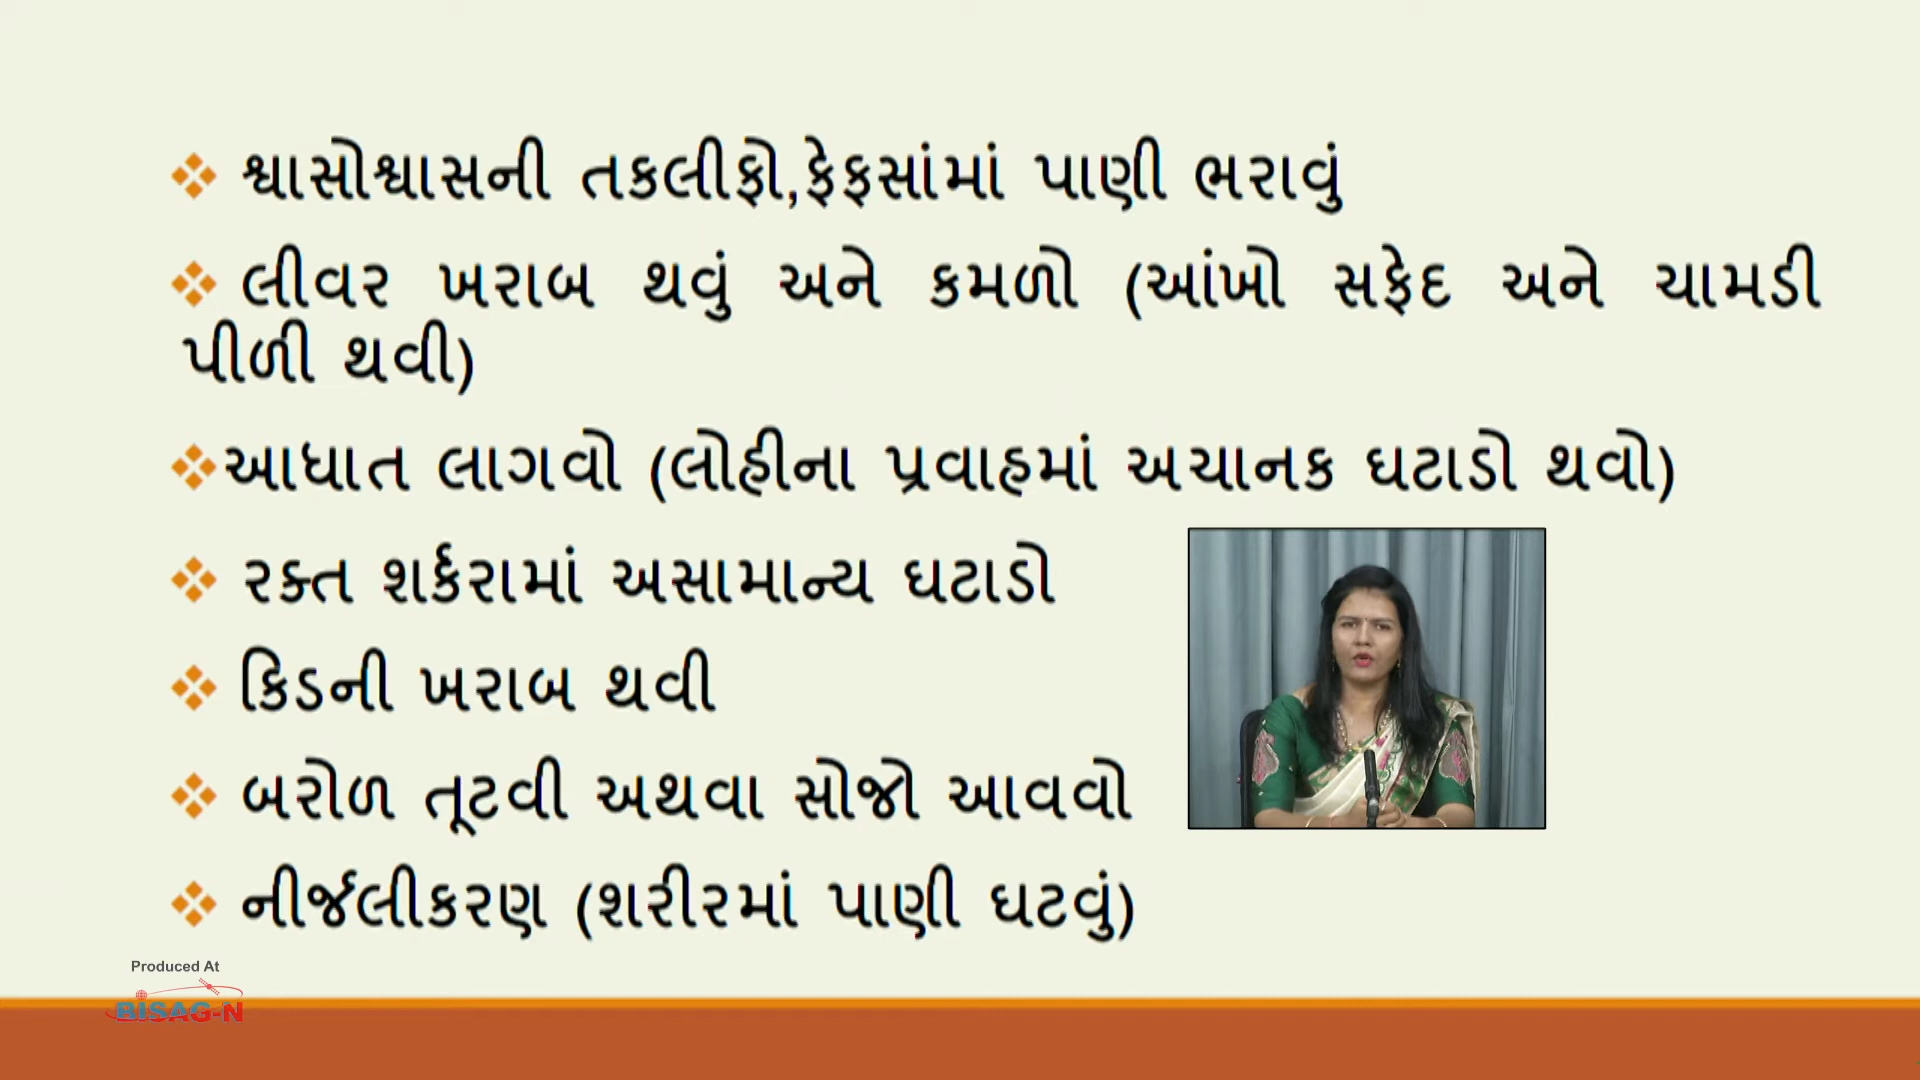 શ્વાસોશ્વાસની તકલીફો,ફેફસાંમાં પાણી ભરાવું
લીવર ખરાબ થવું અને કમળો (આંખો સફેદ અને ચામડી
પીળી થવી)
આઘાત લાગવો (લોહીના પ્રવાહમાં અચાનક ઘટાડો થવો)
રક્ત શર્કરામાં અસામાન્ય ઘટાડો
કિડની ખરાબ થવી
બરોળ તૂટવી અથવા સોજો આવવો
નીર્જલીકરણ (શરીરમાં પાણી ઘટવું)
Produced At
BISAG-N